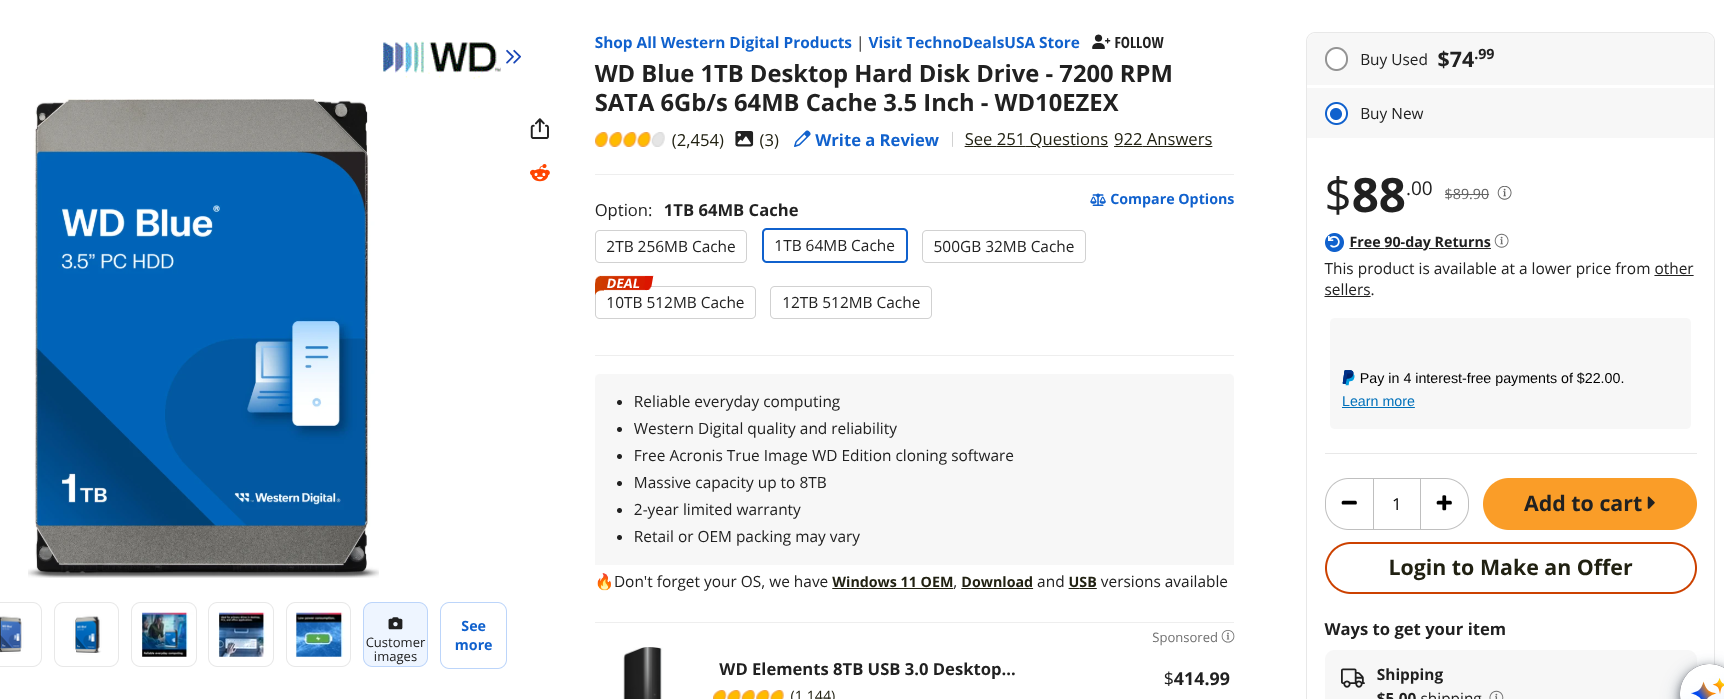 WD
WD Blue®
3.5” PC HDD
1TB
Western Digital®
Customer
images
See
more
Shop All Western Digital Products | Visit TechnoDealsUSA Store FOLLOW
WD Blue 1TB Desktop Hard Disk Drive - 7200 RPM
SATA 6Gb/s 64MB Cache 3.5 Inch - WD10EZEX
(2,454) (3) Write a Review See 251 Questions 922 Answers
Compare Options
Option: 1TB 64MB Cache
2TB 256MB Cache 1TB 64MB Cache 500GB 32MB Cache
DEAL
10TB 512MB Cache 12TB 512MB Cache
• Reliable everyday computing
• Western Digital quality and reliability
• Free Acronis True Image WD Edition cloning software
• Massive capacity up to 8TB
• 2-year limited warranty
• Retail or OEM packing may vary
🔥Don't forget your OS, we have Windows 11 OEM, Download and USB versions available
Sponsored
WD Elements 8TB USB 3.0 Desktop...
$414.99
(1,144)
Buy Used $74.99
Buy New
$88.00 $89.90
Free 90-day Returns
This product is available at a lower price from other
sellers.
Pay in 4 interest-free payments of $22.00.
Learn more
− 1 + Add to cart
Login to Make an Offer
Ways to get your item
Shipping
$5.00 shipping